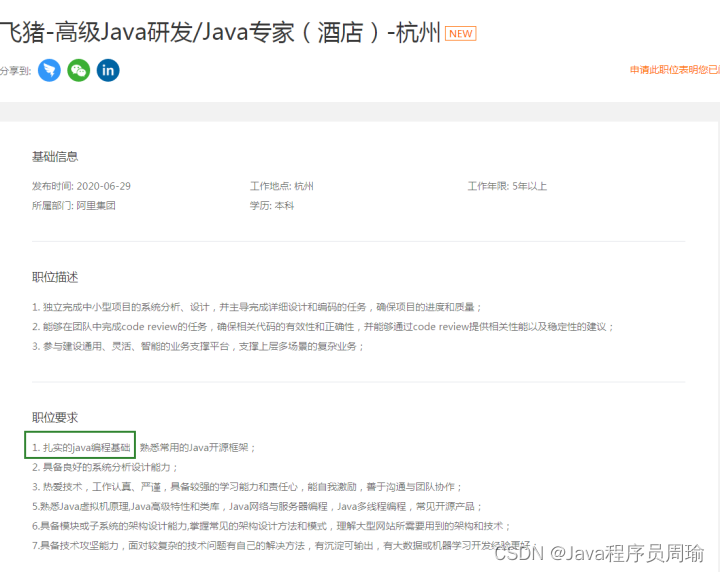 飞猪-高级Java研发/Java专家（酒店）-杭州 NEW
分享到: in
申请此职位表明您已
基础信息
发布时间: 2020-06-29 工作地点: 杭州 工作年限: 5年以上
所属部门: 阿里集团 学历: 本科
职位描述
1. 独立完成中小型项目的系统分析、设计，并主导完成详细设计和编码的任务，确保项目的进度和质量；
2. 能够在团队中完成code review的任务，确保相关代码的有效性和正确性，并能够通过code review提供相关性能以及稳定性的建议；
3. 参与建设通用、灵活、智能的业务支撑平台，支撑上层多场景的复杂业务；
职位要求
1. 扎实的java编程基础，熟悉常用的Java开源框架；
2. 具备良好的系统分析设计能力；
3. 热爱技术，工作认真、严谨，具备较强的学习能力和责任心，能自我激励，善于沟通与团队协作；
5.熟悉Java虚拟机原理,Java高级特性和类库，Java网络与服务器编程，Java多线程编程，常见开源产品；
6.具备模块或子系统的架构设计能力,掌握常见的架构设计方法和模式，理解大型网站所需要用到的架构和技术；
7.具备技术攻坚能力，面对较复杂的技术问题有自己的解决方法，有沉淀可输出，有大数据或机器学习开发经验更好；
CSDN @Java程序员周瑜